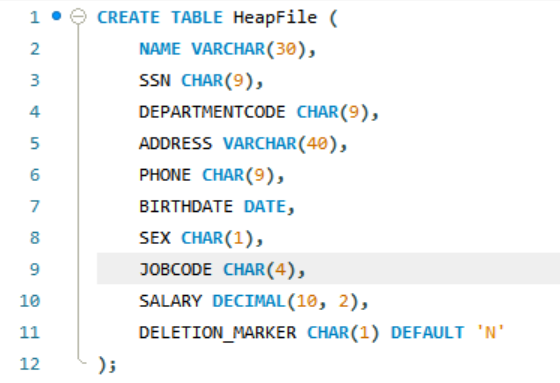 1 CREATE TABLE HeapFile (
2 NAME VARCHAR(30),
3 SSN CHAR(9),
4 DEPARTMENTCODE CHAR(9),
5 ADDRESS VARCHAR(40),
6 PHONE CHAR(9),
7 BIRTHDATE DATE,
8 SEX CHAR(1),
9 JOBCODE CHAR(4),
10 SALARY DECIMAL(10, 2),
11 DELETION_MARKER CHAR(1) DEFAULT 'N'
12 );